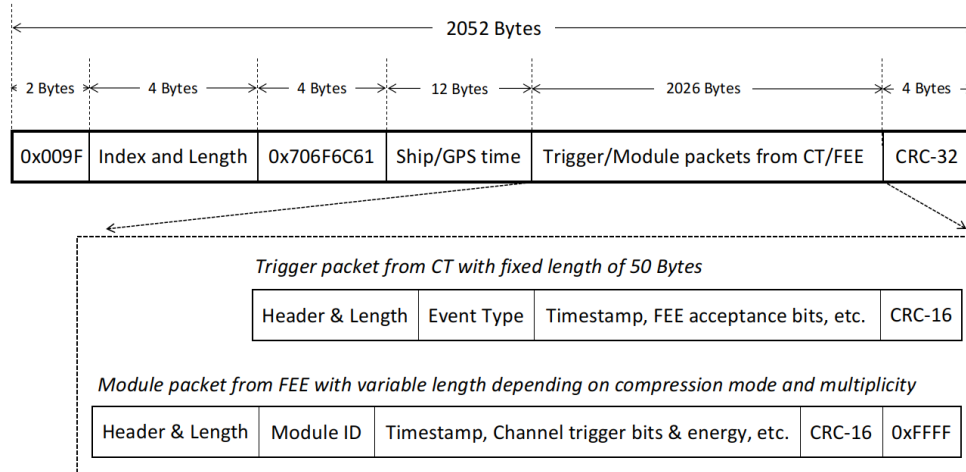 2052 Bytes
2 Bytes 4 Bytes 4 Bytes 12 Bytes 2026 Bytes 4 Bytes
0x009F Index and Length 0x706F6C61 Ship/GPS time Trigger/Module packets from CT/FEE CRC-32
Trigger packet from CT with fixed length of 50 Bytes
Header & Length Event Type Timestamp, FEE acceptance bits, etc. CRC-16
Module packet from FEE with variable length depending on compression mode and multiplicity
Header & Length Module ID Timestamp, Channel trigger bits & energy, etc. CRC-16 0xFFFF